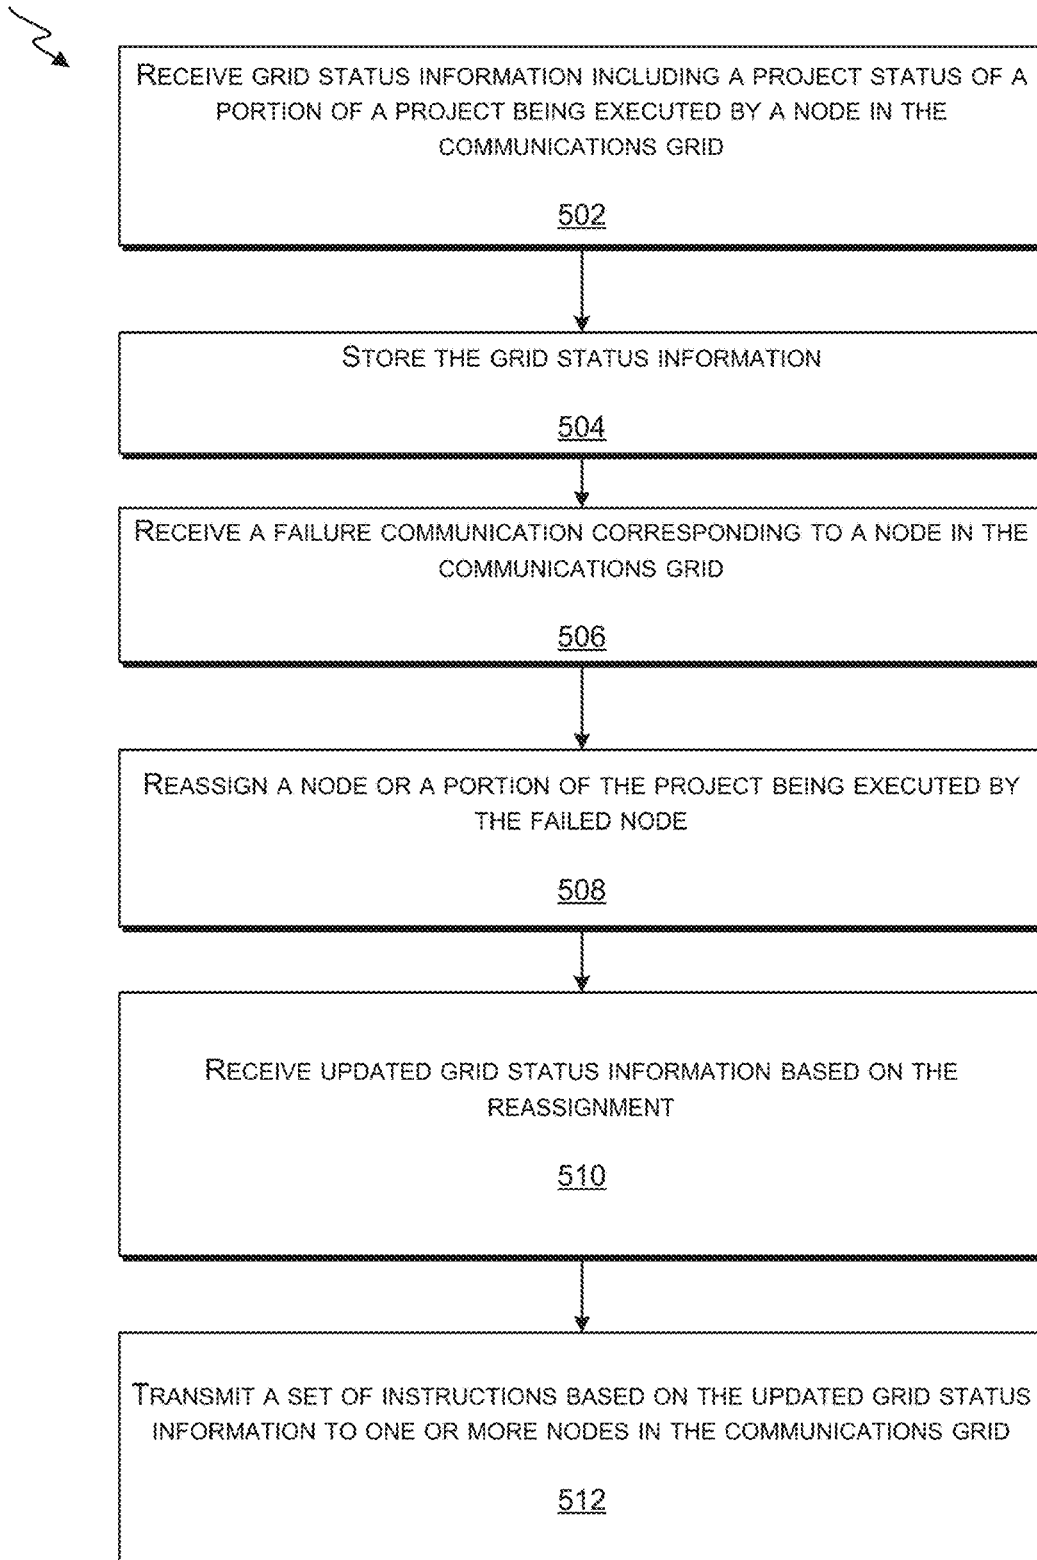 RECEIVE GRID STATUS INFORMATION INCLUDING A PROJECT STATUS OF A
PORTION OF A PROJECT BEING EXECUTED BY A NODE IN THE
COMMUNICATIONS GRID
502
STORE THE GRID STATUS INFORMATION
504
RECEIVE A FAILURE COMMUNICATION CORRESPONDING TO A NODE IN THE
COMMUNICATIONS GRID
506
REASSIGN A NODE OR A PORTION OF THE PROJECT BEING EXECUTED BY
THE FAILED NODE
508
RECEIVE UPDATED GRID STATUS INFORMATION BASED ON THE
REASSIGNMENT
510
TRANSMIT A SET OF INSTRUCTIONS BASED ON THE UPDATED GRID STATUS
INFORMATION TO ONE OR MORE NODES IN THE COMMUNICATIONS GRID
512